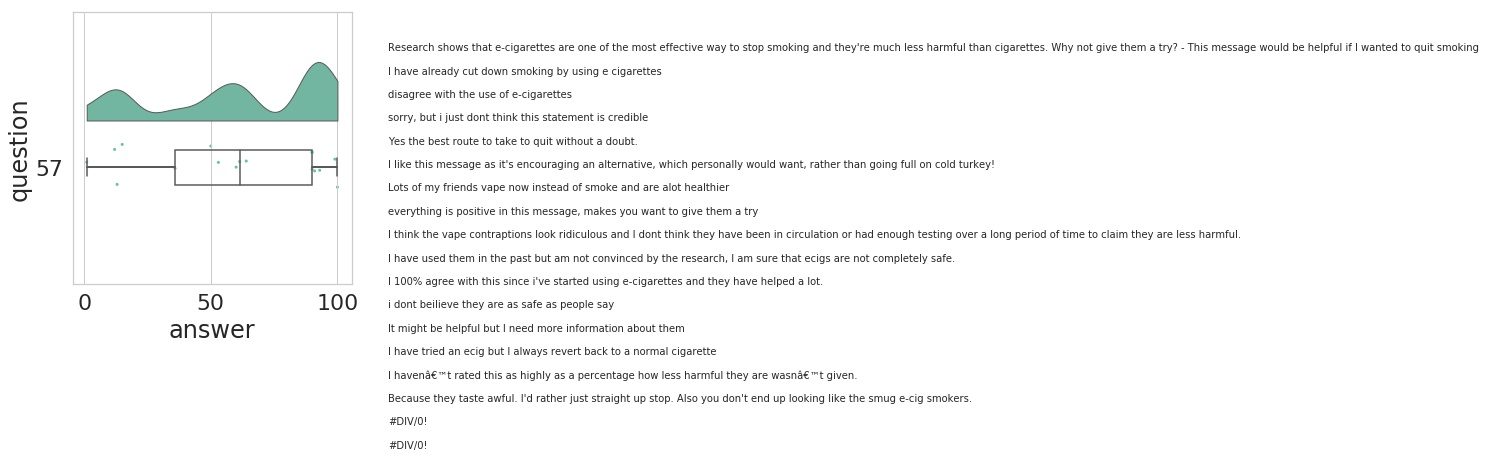 Research shows that e-cigarettes are one of the most effective way to stop smoking and they're much less harmful than cigarettes. Why not give them a try? - This message would be helpful if I wanted to quit smoking
I have already cut down smoking by using e cigarettes
disagree with the use of e-cigarettes
sorry, but i just dont think this statement is credible
Yes the best route to take to quit without a doubt.
I like this message as it's encouraging an alternative, which personally would want, rather than going full on cold turkey!
Lots of my friends vape now instead of smoke and are alot healthier
everything is positive in this message, makes you want to give them a try
I think the vape contraptions look ridiculous and I dont think they have been in circulation or had enough testing over a long period of time to claim they are less harmful.
I have used them in the past but am not convinced by the research, I am sure that ecigs are not completely safe.
I 100% agree with this since i've started using e-cigarettes and they have helped a lot.
i dont beilieve they are as safe as people say
It might be helpful but I need more information about them
I have tried an ecig but I always revert back to a normal cigarette
I havenâ€™t rated this as highly as a percentage how less harmful they are wasnâ€™t given.
Because they taste awful. I'd rather just straight up stop. Also you don't end up looking like the smug e-cig smokers.
#DIV/0!
#DIV/0!
question
57
0 50 100
answer